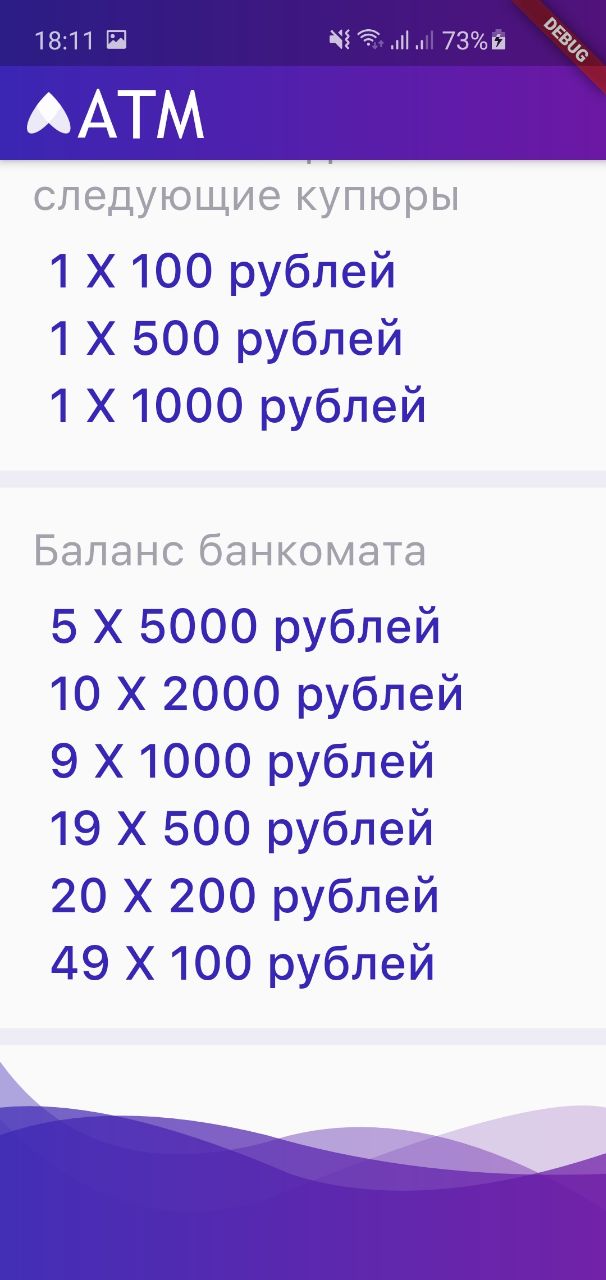 18:11 73%
DEBUG
ATM
следующие купюры
1 X 100 рублей
1 X 500 рублей
1 X 1000 рублей
Баланс банкомата
5 X 5000 рублей
10 X 2000 рублей
9 X 1000 рублей
19 X 500 рублей
20 X 200 рублей
49 X 100 рублей